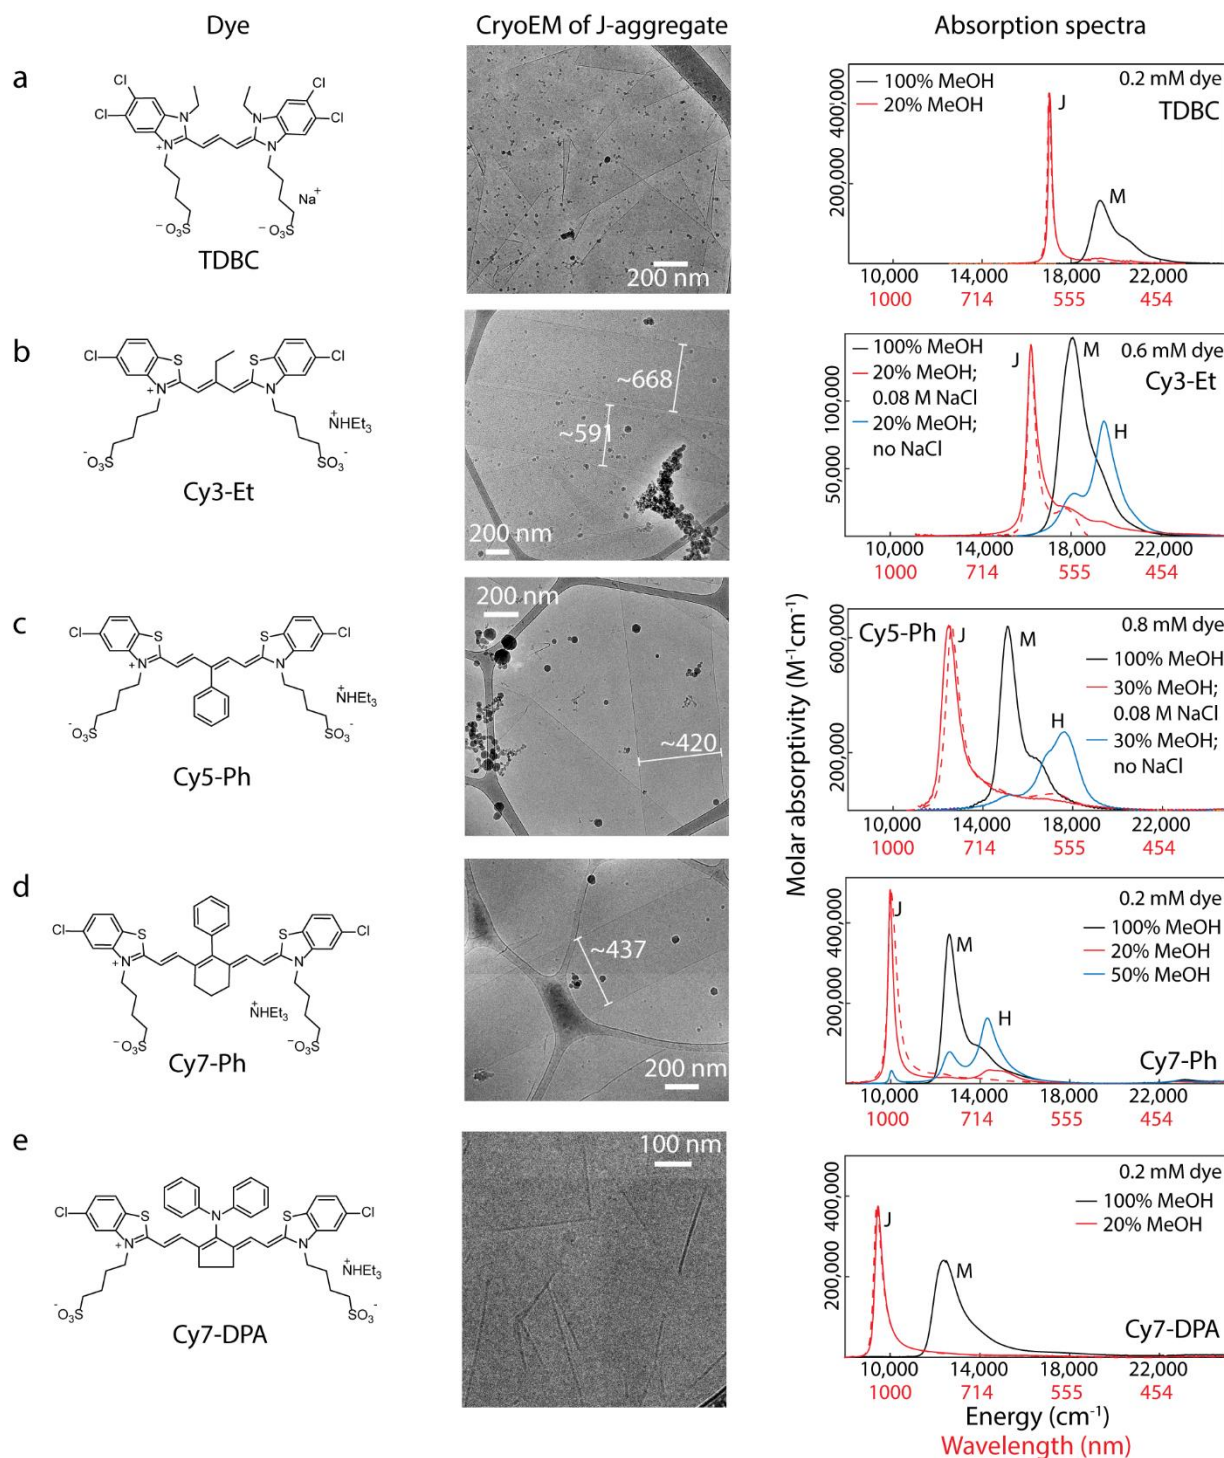 Dye
CryoEM of J-aggregate
Absorption spectra
a
Cl
Cl
N
N
Cl
Cl
N
+
N
Na+
−O3S
−O3S
TDBC
200 nm
100% MeOH
20% MeOH
0.2 mM dye
TDBC
J
M
400,000
200,000
10,000 14,000 18,000 22,000
1000 714 555 454
b
Cl
S
S
Cl
N
+
N
+
NHEt3
-O3S
SO3-
Cy3-Et
~668
~591
200 nm
100% MeOH
20% MeOH;
0.08 M NaCl
20% MeOH;
no NaCl
0.6 mM dye
Cy3-Et
J
M
H
100,000
50,000
10,000 14,000 18,000 22,000
1000 714 555 454
c
Cl
S
S
Cl
N
+
N
+
NHEt3
-O3S
SO3-
Cy5-Ph
200 nm
~420
Cy5-Ph
J
M
H
0.8 mM dye
100% MeOH
30% MeOH;
0.08 M NaCl
30% MeOH;
no NaCl
600,000
200,000
10,000 14,000 18,000 22,000
1000 714 555 454
Molar absorptivity (M-1cm-1)
d
Cl
S
S
Cl
N
+
N
+
NHEt3
-O3S
SO3-
Cy7-Ph
~437
200 nm
0.2 mM dye
100% MeOH
20% MeOH
50% MeOH
J
M
H
Cy7-Ph
400,000
200,000
10,000 14,000 18,000 22,000
1000 714 555 454
e
N
Cl
S
S
Cl
N
+
N
+
NHEt3
-O3S
SO3-
Cy7-DPA
100 nm
0.2 mM dye
100% MeOH
20% MeOH
J
M
Cy7-DPA
400,000
200,000
10,000 14,000 18,000 22,000
1000 714 555 454
Energy (cm-1)
Wavelength (nm)